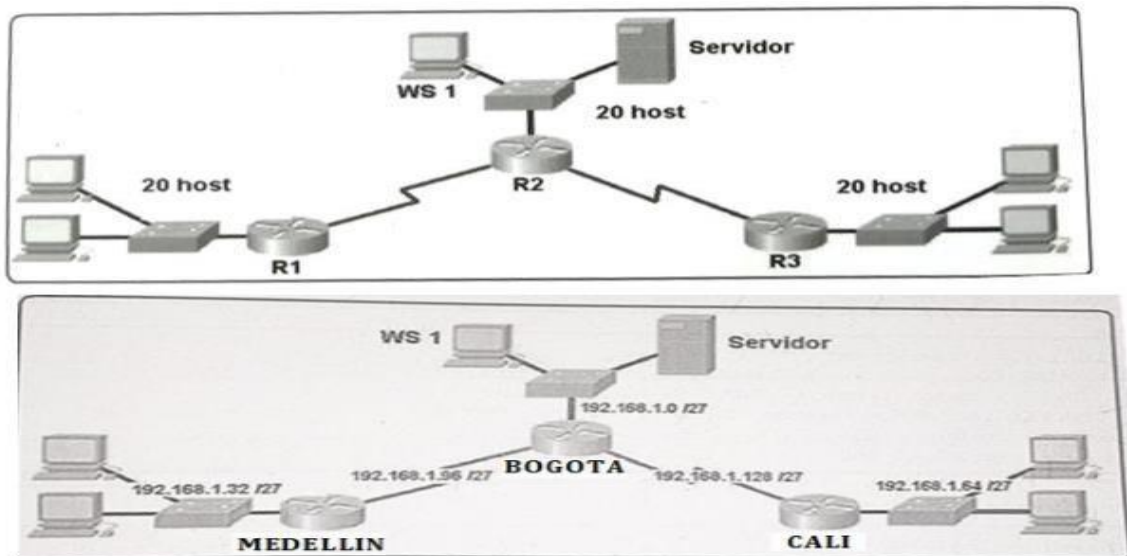 Servidor
WS 1
20 host
R2
20 host
20 host
R1
R3
WS 1
Servidor
192.168.1.0 /27
BOGOTA
192.168.1.96 /27
192.168.1.128 /27
192.168.1.32 /27
192.168.1.64 /27
MEDELLIN
CALI